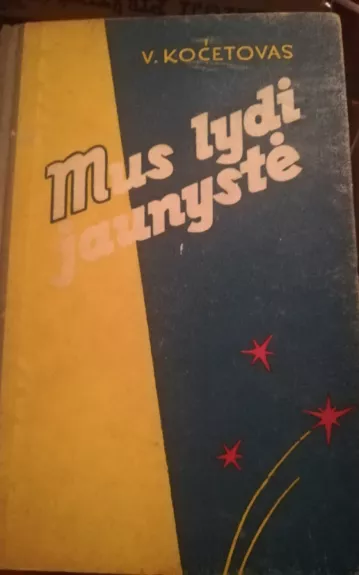 V. KOČETOVAS
Mus lydi
jaunystė